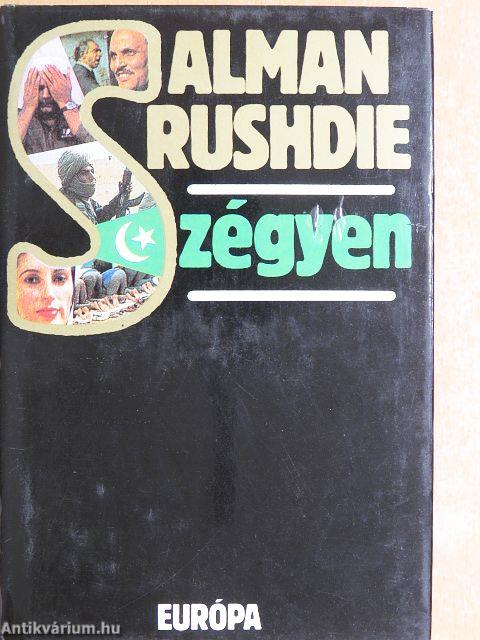 SALMAN
RUSHDIE
Szégyen
EURÓPA
Antikvárium.hu